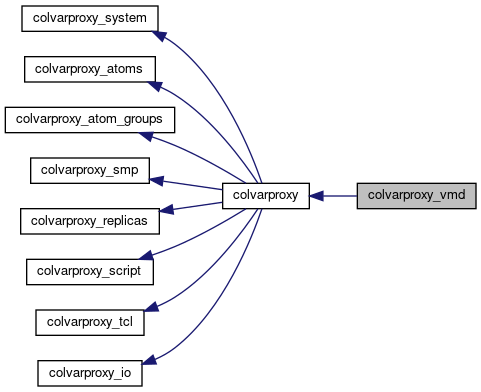 colvarproxy_system
colvarproxy_atoms
colvarproxy_atom_groups
colvarproxy_smp
colvarproxy
colvarproxy_vmd
colvarproxy_replicas
colvarproxy_script
colvarproxy_tcl
colvarproxy_io